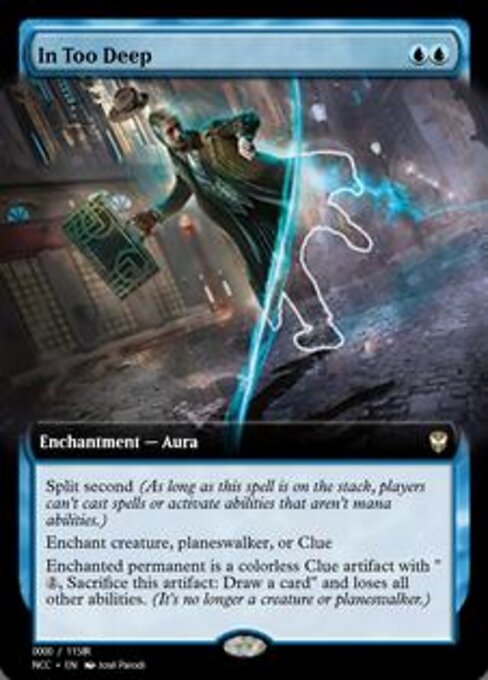 In Too Deep
Enchantment — Aura
Split second (As long as this spell is on the stack, players
can't cast spells or activate abilities that aren't mana
abilities.)
Enchant creature, planeswalker, or Clue
Enchanted permanent is a colorless Clue artifact with "
2, Sacrifice this artifact: Draw a card" and loses all
other abilities. (It's no longer a creature or planeswalker.)
NCC • EN José Parodi